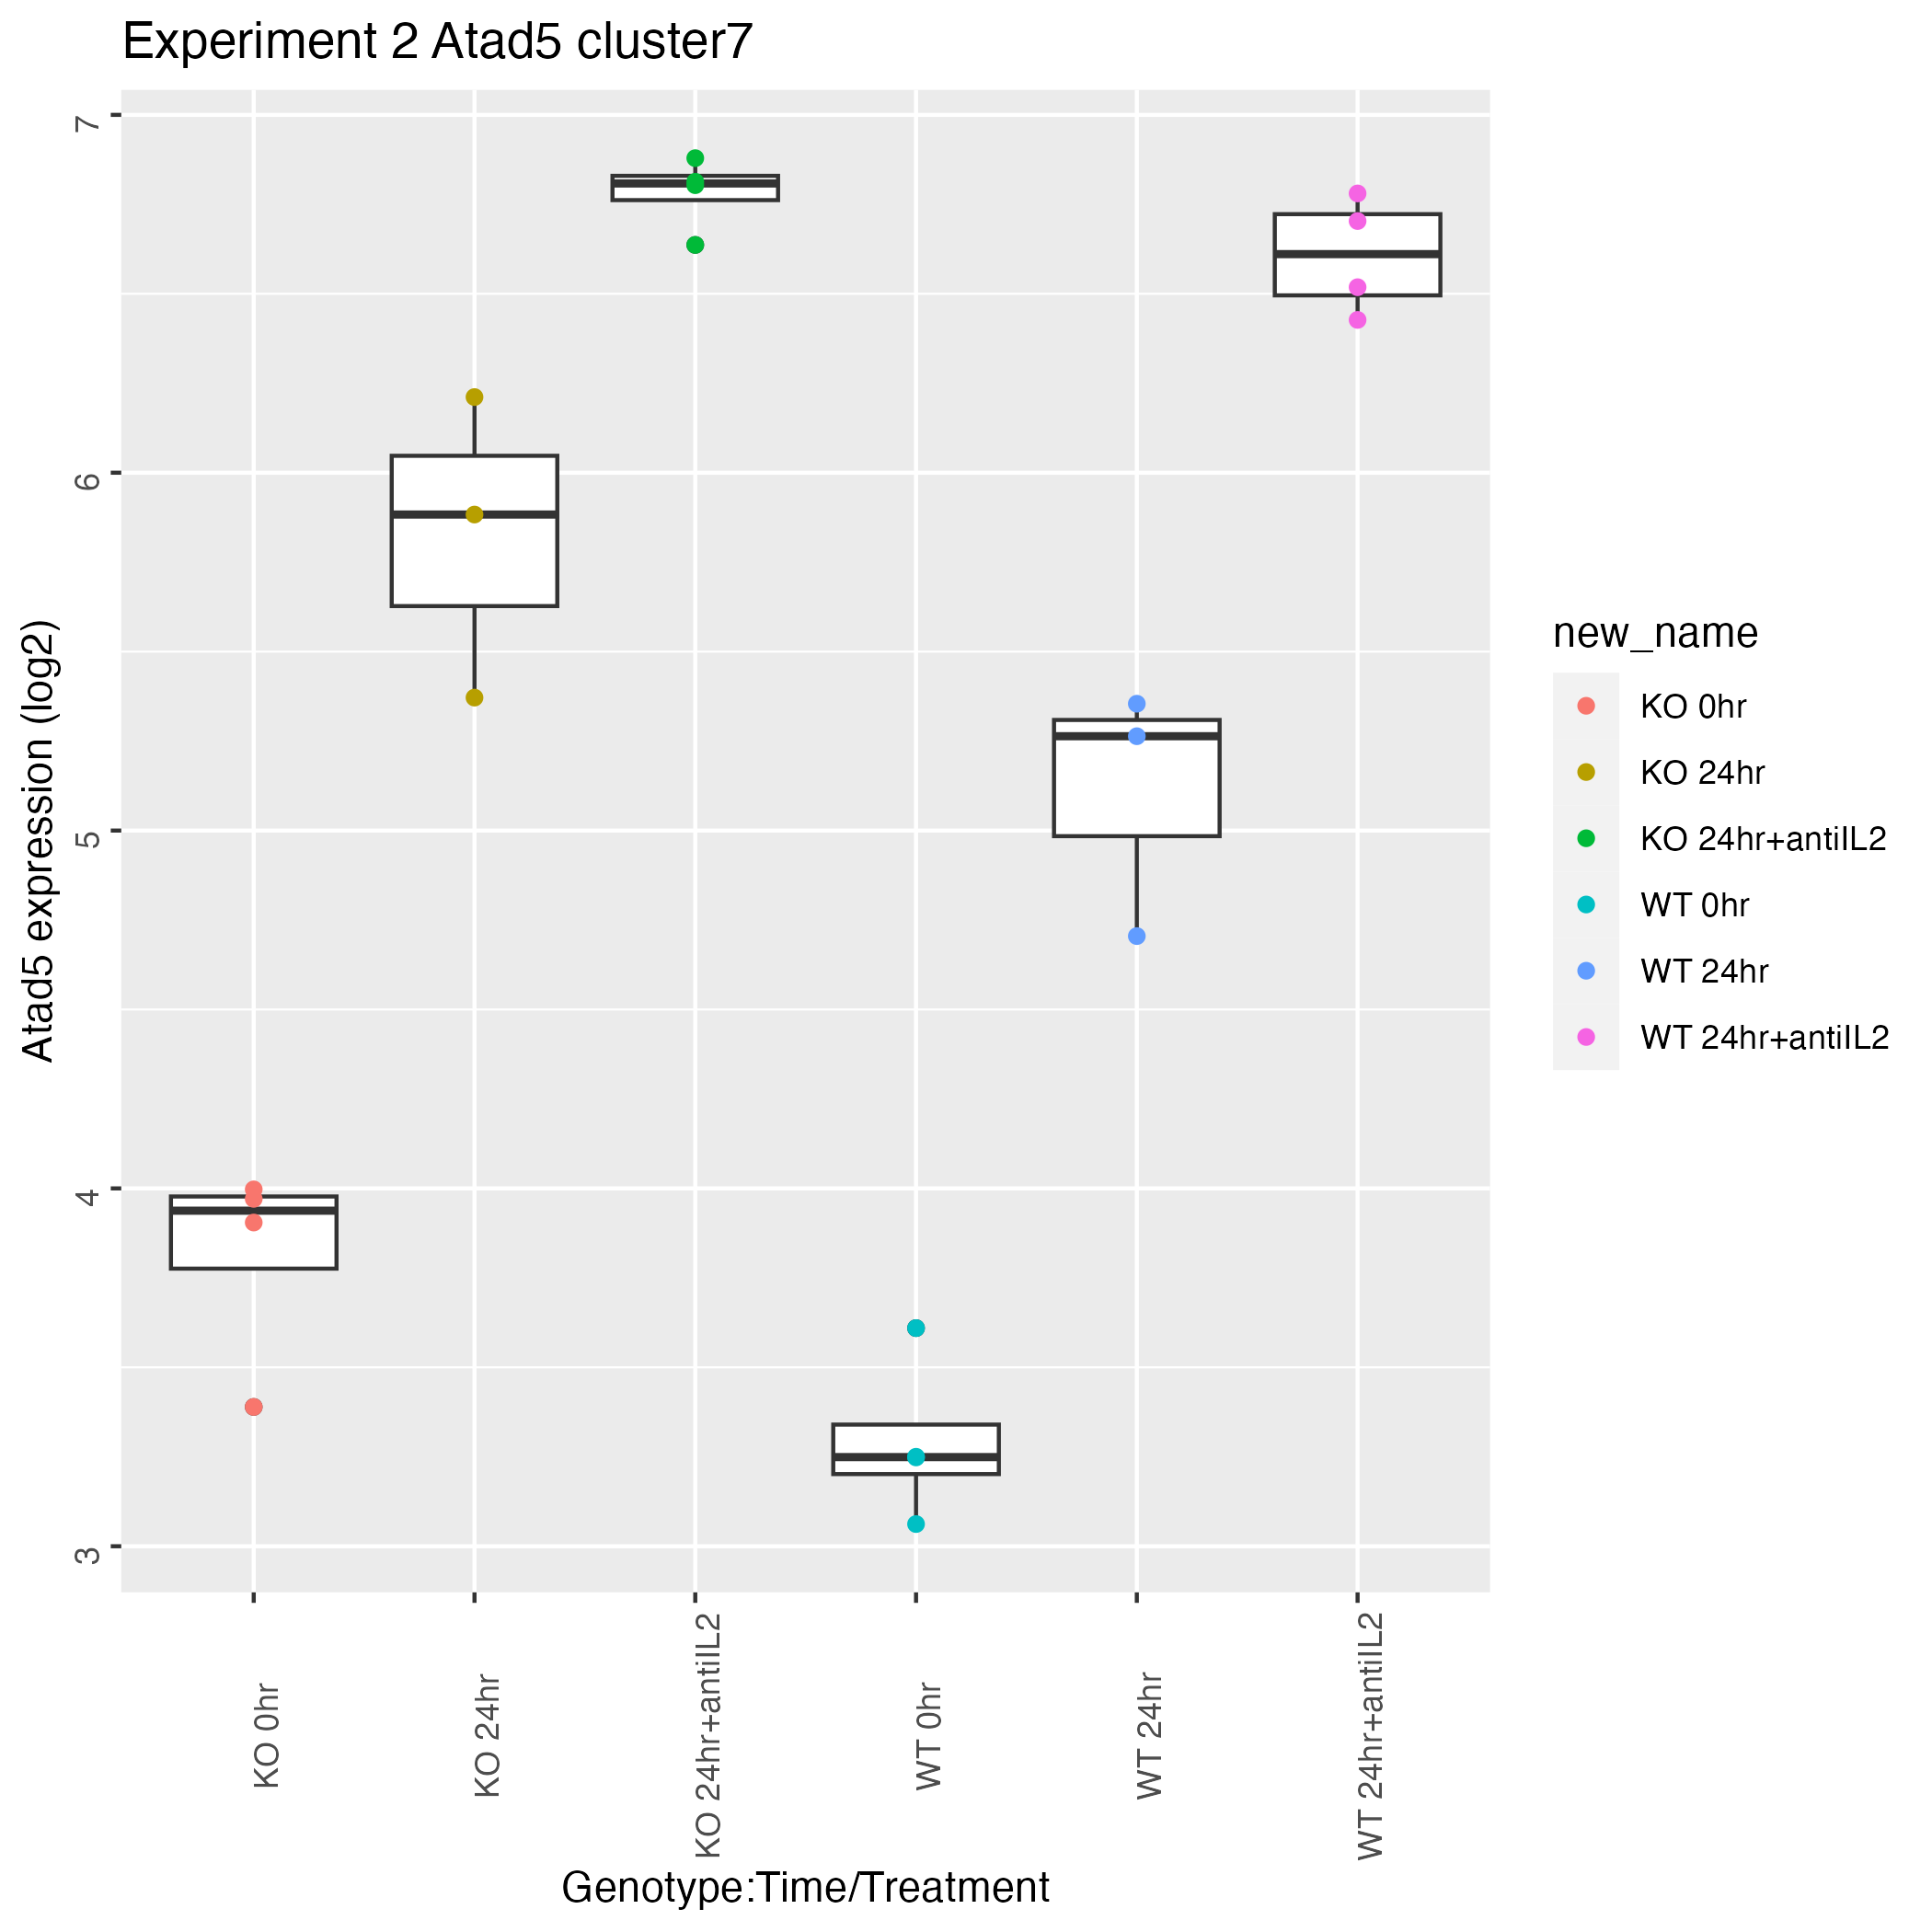 Experiment 2 Atad5 cluster7
Atad5 expression (log2)
7
6
5
4
3
KO 0hr
KO 24hr
KO 24hr+antiIL2
WT 0hr
WT 24hr
WT 24hr+antiIL2
Genotype:Time/Treatment
new_name
KO 0hr
KO 24hr
KO 24hr+antiIL2
WT 0hr
WT 24hr
WT 24hr+antiIL2